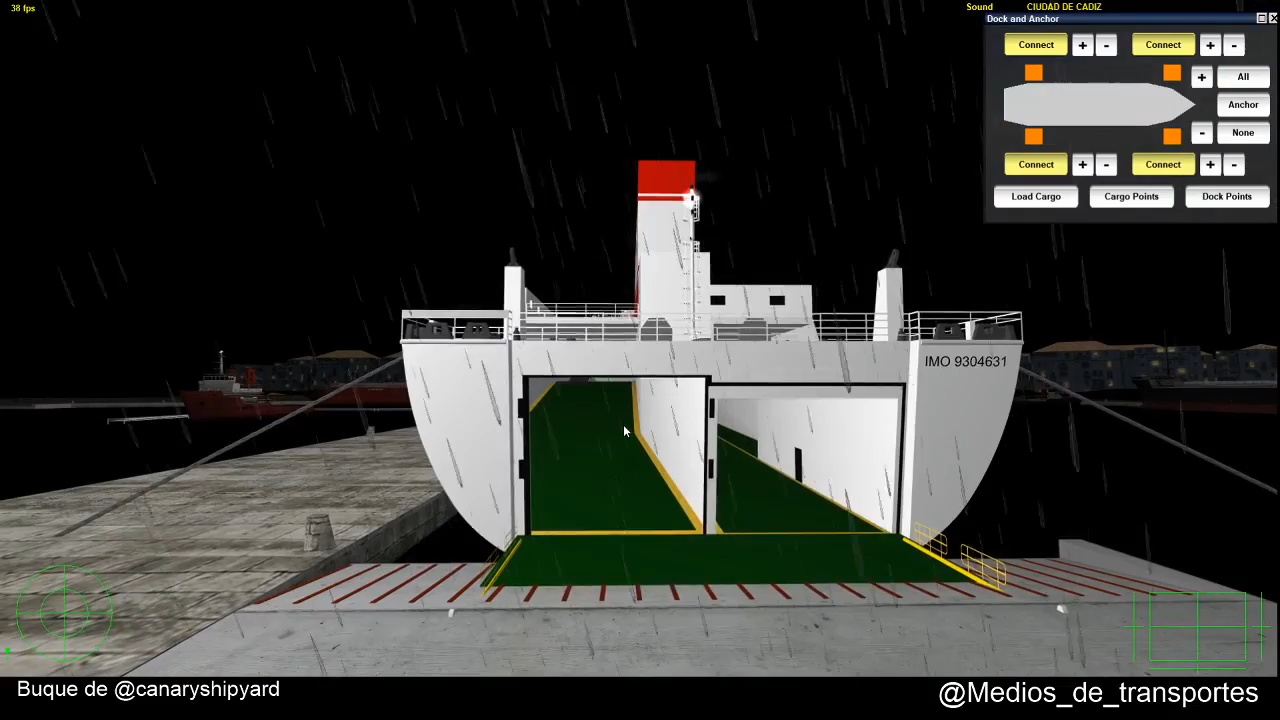 38 fps
Sound CIUDAD DE CADIZ
Dock and Anchor
Connect + - Connect + -
+ All
Anchor
- None
Connect + - Connect + -
Load Cargo Cargo Points Dock Points
IMO 9304631
Buque de @canaryshipyard
@Medios_de_transportes